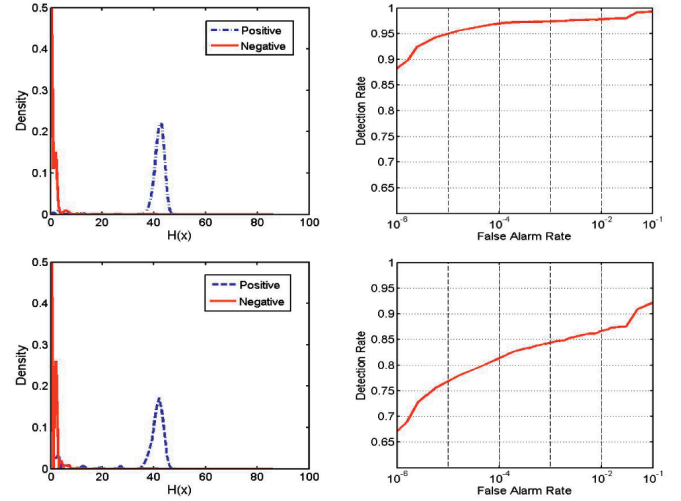 0.5
0.4
0.3
0.2
0.1
0
Density
0 20 40 60 80 100
H(x)
Positive
Negative
1
0.95
0.9
0.85
0.8
0.75
0.7
0.65
Detection Rate
10^-6 10^-4 10^-2 10^-1
False Alarm Rate
0.5
0.4
0.3
0.2
0.1
0
Density
0 20 40 60 80 100
H(x)
Positive
Negative
1
0.95
0.9
0.85
0.8
0.75
0.7
0.65
Detection Rate
10^-6 10^-4 10^-2 10^-1
False Alarm Rate